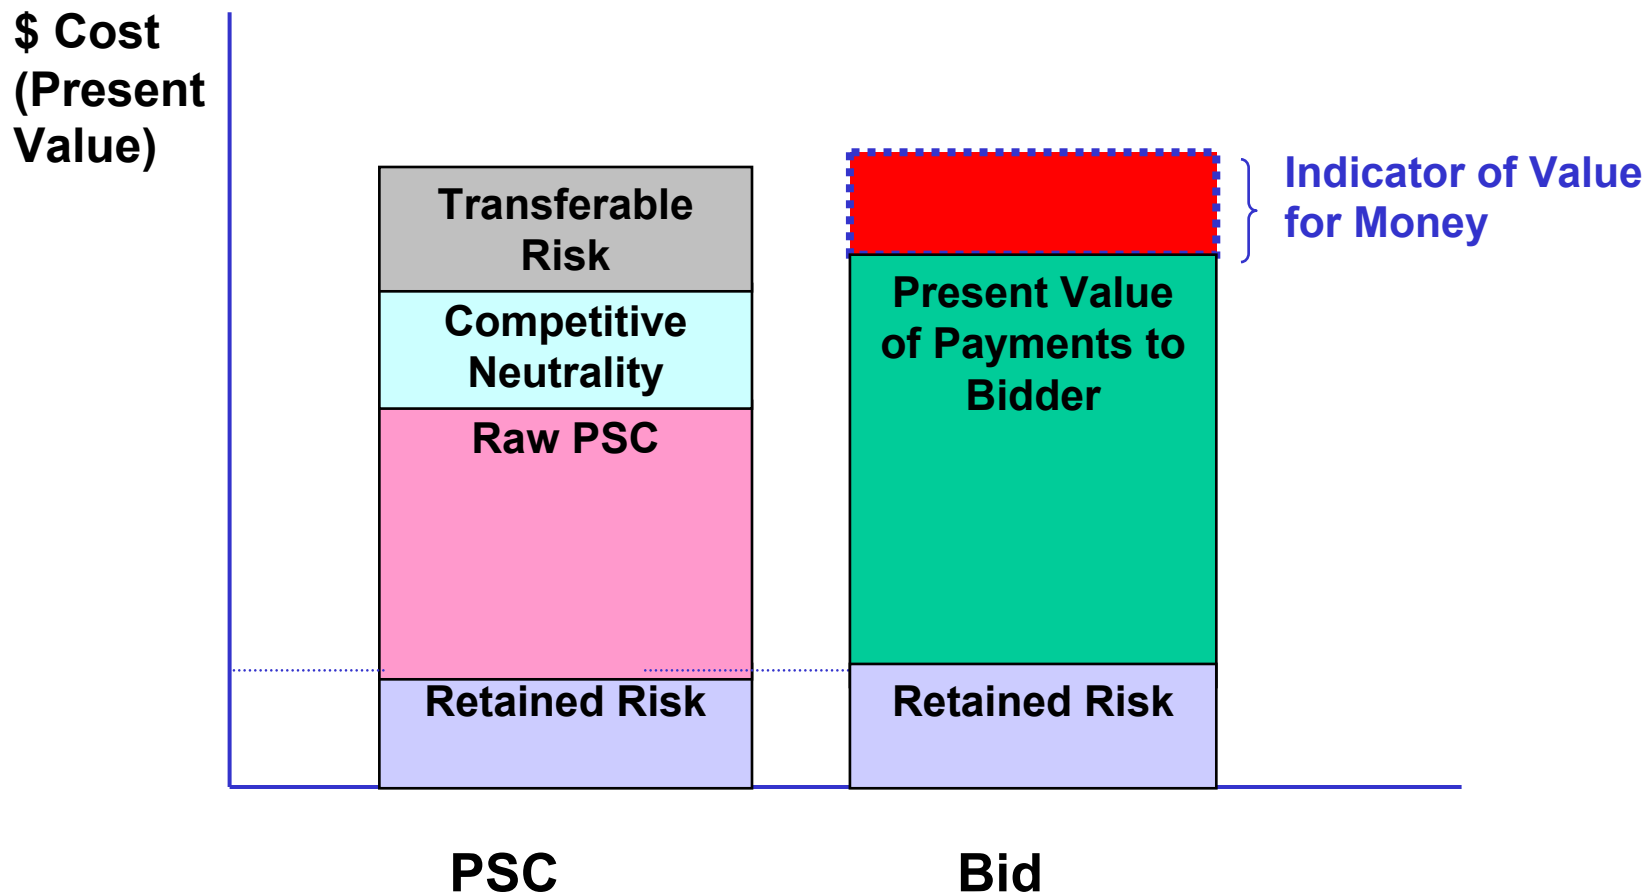 $ Cost
(Present
Value)
Transferable
Risk
Competitive
Neutrality
Raw PSC
Retained Risk
Present Value
of Payments to
Bidder
Retained Risk
Indicator of Value
for Money
PSC
Bid